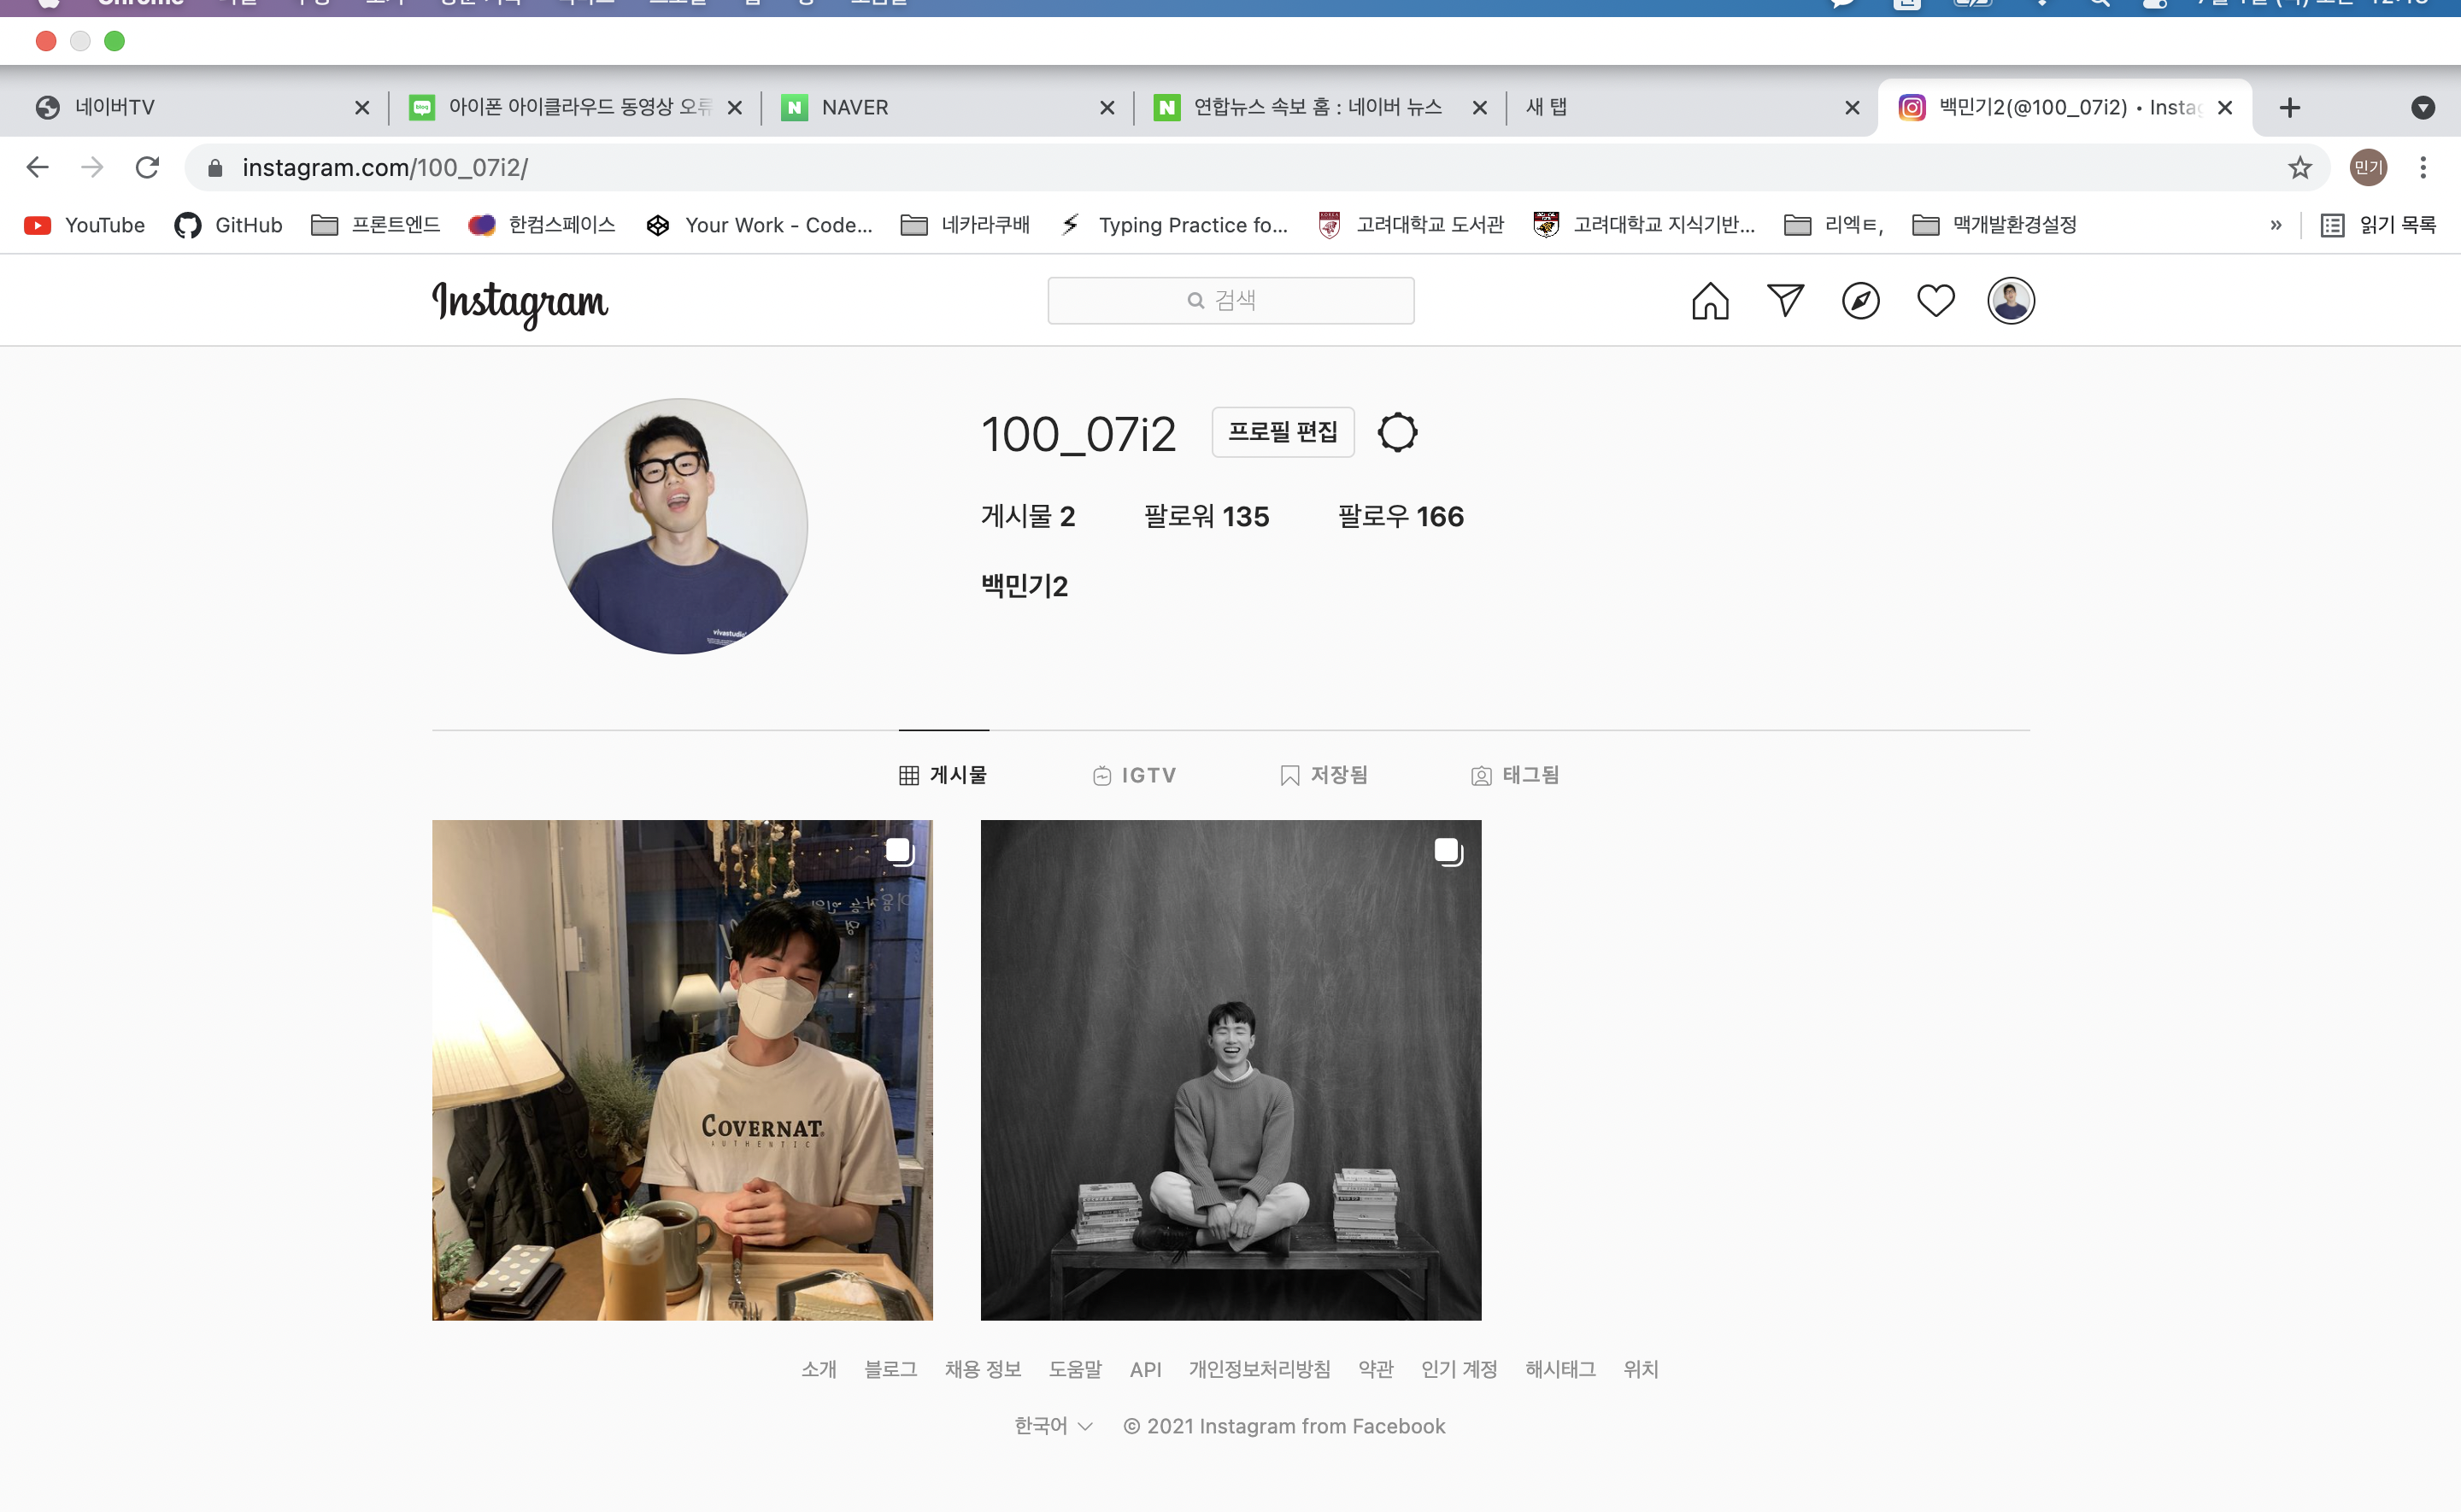 Chrome
네이버TV
아이폰 아이클라우드 동영상 오류
NAVER
연합뉴스 속보 홈 : 네이버 뉴스
새 탭
백민기2(@100_07i2) • Insta
instagram.com/100_07i2/
민기
YouTube
GitHub
프론트엔드
한컴스페이스
Your Work - Code...
네카라쿠배
Typing Practice fo...
고려대학교 도서관
고려대학교 지식기반...
리엑ㅌ,
맥개발환경설정
»
읽기 목록
Instagram
검색
100_07i2
프로필 편집
게시물 2 팔로워 135 팔로우 166
백민기2
vivastudio
게시물
IGTV
저장됨
태그됨
COVERNAT
AUTHENTIC
소개 블로그 채용 정보 도움말 API 개인정보처리방침 약관 인기 계정 해시태그 위치
한국어 © 2021 Instagram from Facebook